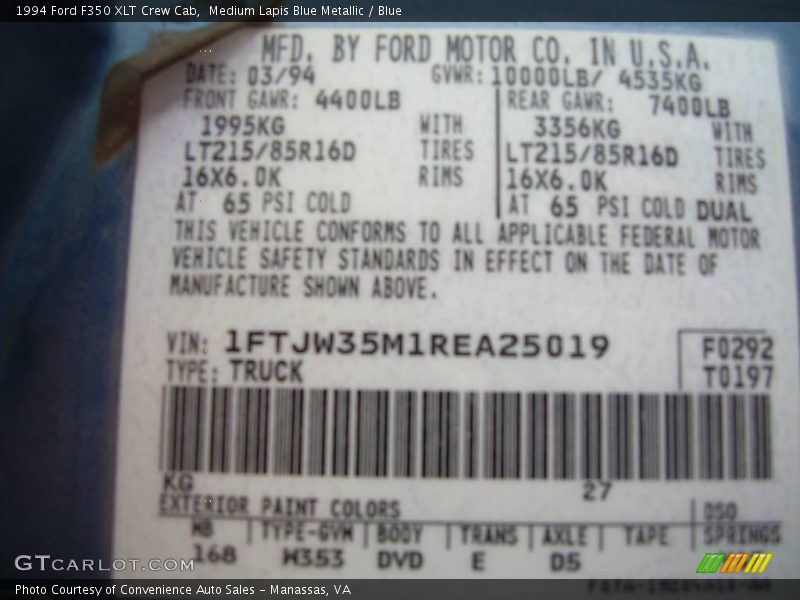 1994 Ford F350 XLT Crew Cab, Medium Lapis Blue Metallic / Blue
MFD. BY FORD MOTOR CO. IN U.S.A.
DATE: 03/94 GVWR: 10000LB/ 4535KG
FRONT GAWR: 4400LB REAR GAWR: 7400LB
1995KG WITH 3356KG WITH
LT215/85R16D TIRES LT215/85R16D TIRES
16X6.0K RIMS 16X6.0K RIMS
AT 65 PSI COLD AT 65 PSI COLD DUAL
THIS VEHICLE CONFORMS TO ALL APPLICABLE FEDERAL MOTOR
VEHICLE SAFETY STANDARDS IN EFFECT ON THE DATE OF
MANUFACTURE SHOWN ABOVE.
VIN: 1FTJW35M1REA25019 F0292
TYPE: TRUCK T0197
KG 27
EXTERIOR PAINT COLORS DSO
WB TYPE-GVW BODY TRANS AXLE TAPE SPRINGS
168 W353 DVD E D5
GTcarlot.com
Photo Courtesy of Convenience Auto Sales - Manassas, VA